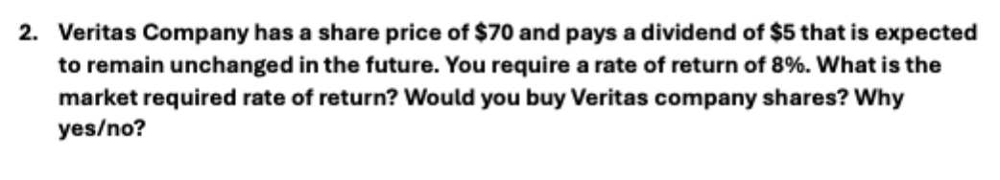 2. Veritas Company has a share price of $70 and pays a dividend of $5 that is expected
to remain unchanged in the future. You require a rate of return of 8%. What is the
market required rate of return? Would you buy Veritas company shares? Why
yes/no?